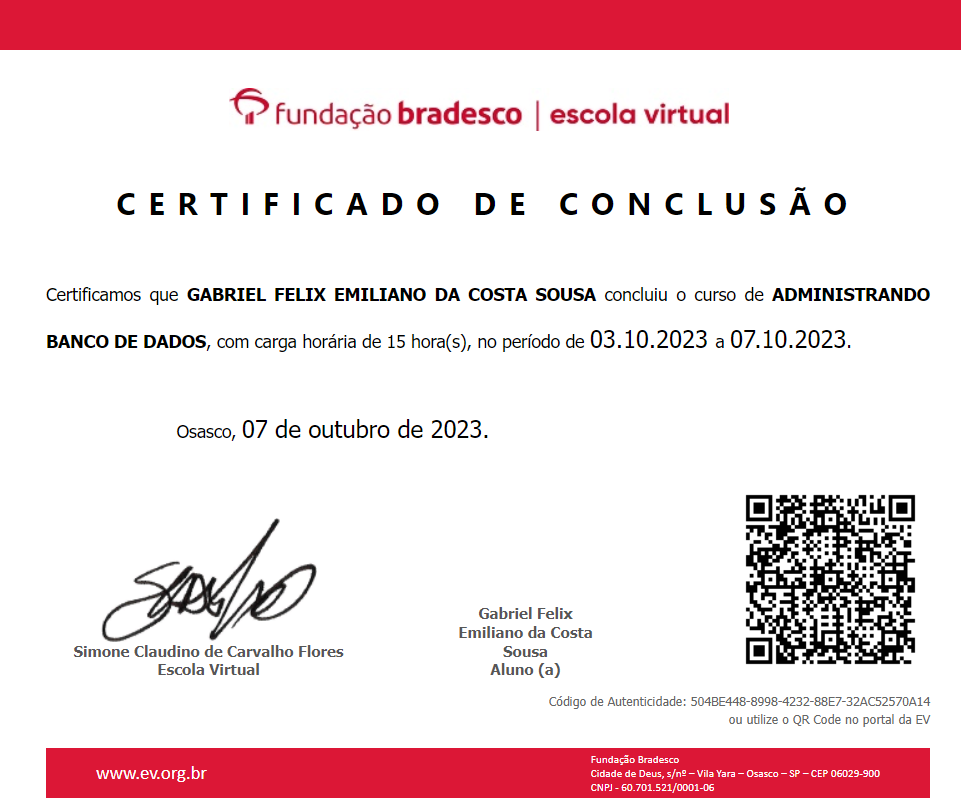 fundação bradesco | escola virtual
CERTIFICADO DE CONCLUSÃO
Certificamos que GABRIEL FELIX EMILIANO DA COSTA SOUSA concluiu o curso de ADMINISTRANDO
BANCO DE DADOS, com carga horária de 15 hora(s), no período de 03.10.2023 a 07.10.2023.
Osasco, 07 de outubro de 2023.
Simone Claudino de Carvalho Flores
Escola Virtual
Gabriel Felix
Emiliano da Costa
Sousa
Aluno (a)
Código de Autenticidade: 504BE448-8998-4232-88E7-32AC52570A14
ou utilize o QR Code no portal da EV
www.ev.org.br
Fundação Bradesco
Cidade de Deus, s/nº – Vila Yara – Osasco – SP – CEP 06029-900
CNPJ - 60.701.521/0001-06